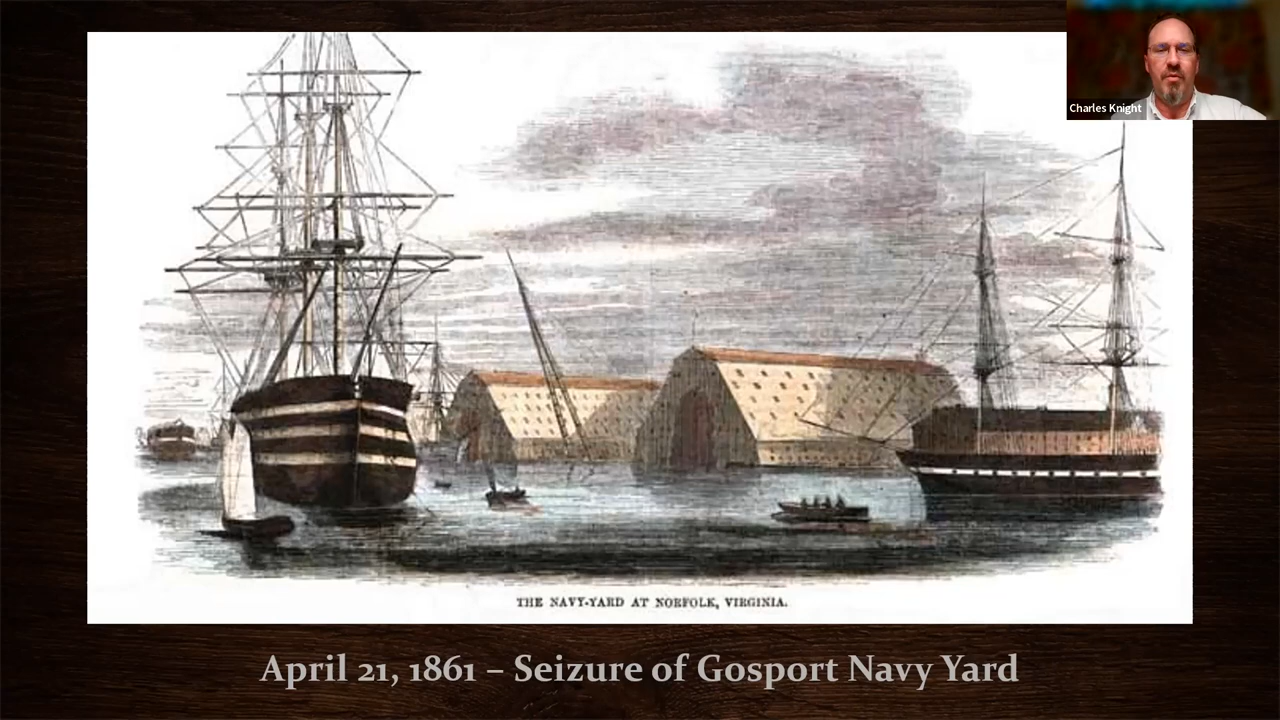 Charles Knight
THE NAVY-YARD AT NORFOLK, VIRGINIA.
April 21, 1861 – Seizure of Gosport Navy Yard